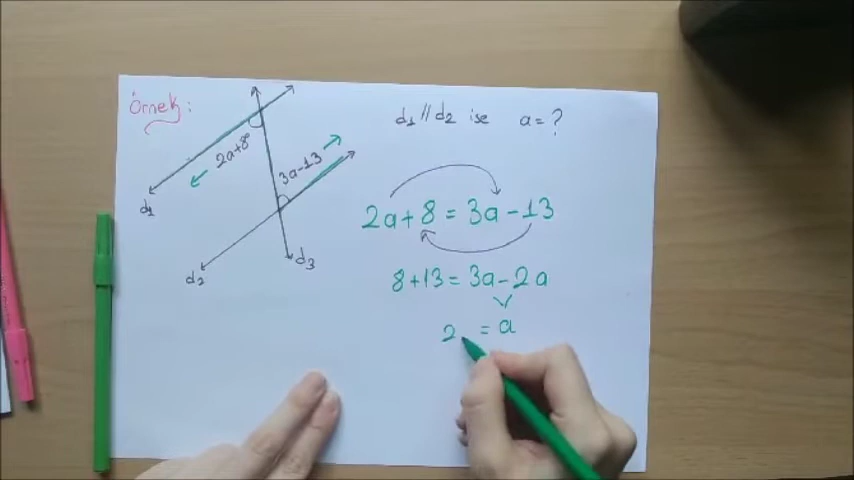 Örnek:
d1 // d2 ise a = ?
2a+8°
3a-13
d1
d2
d3
2a+8 = 3a-13
8+13 = 3a-2a
2 = a